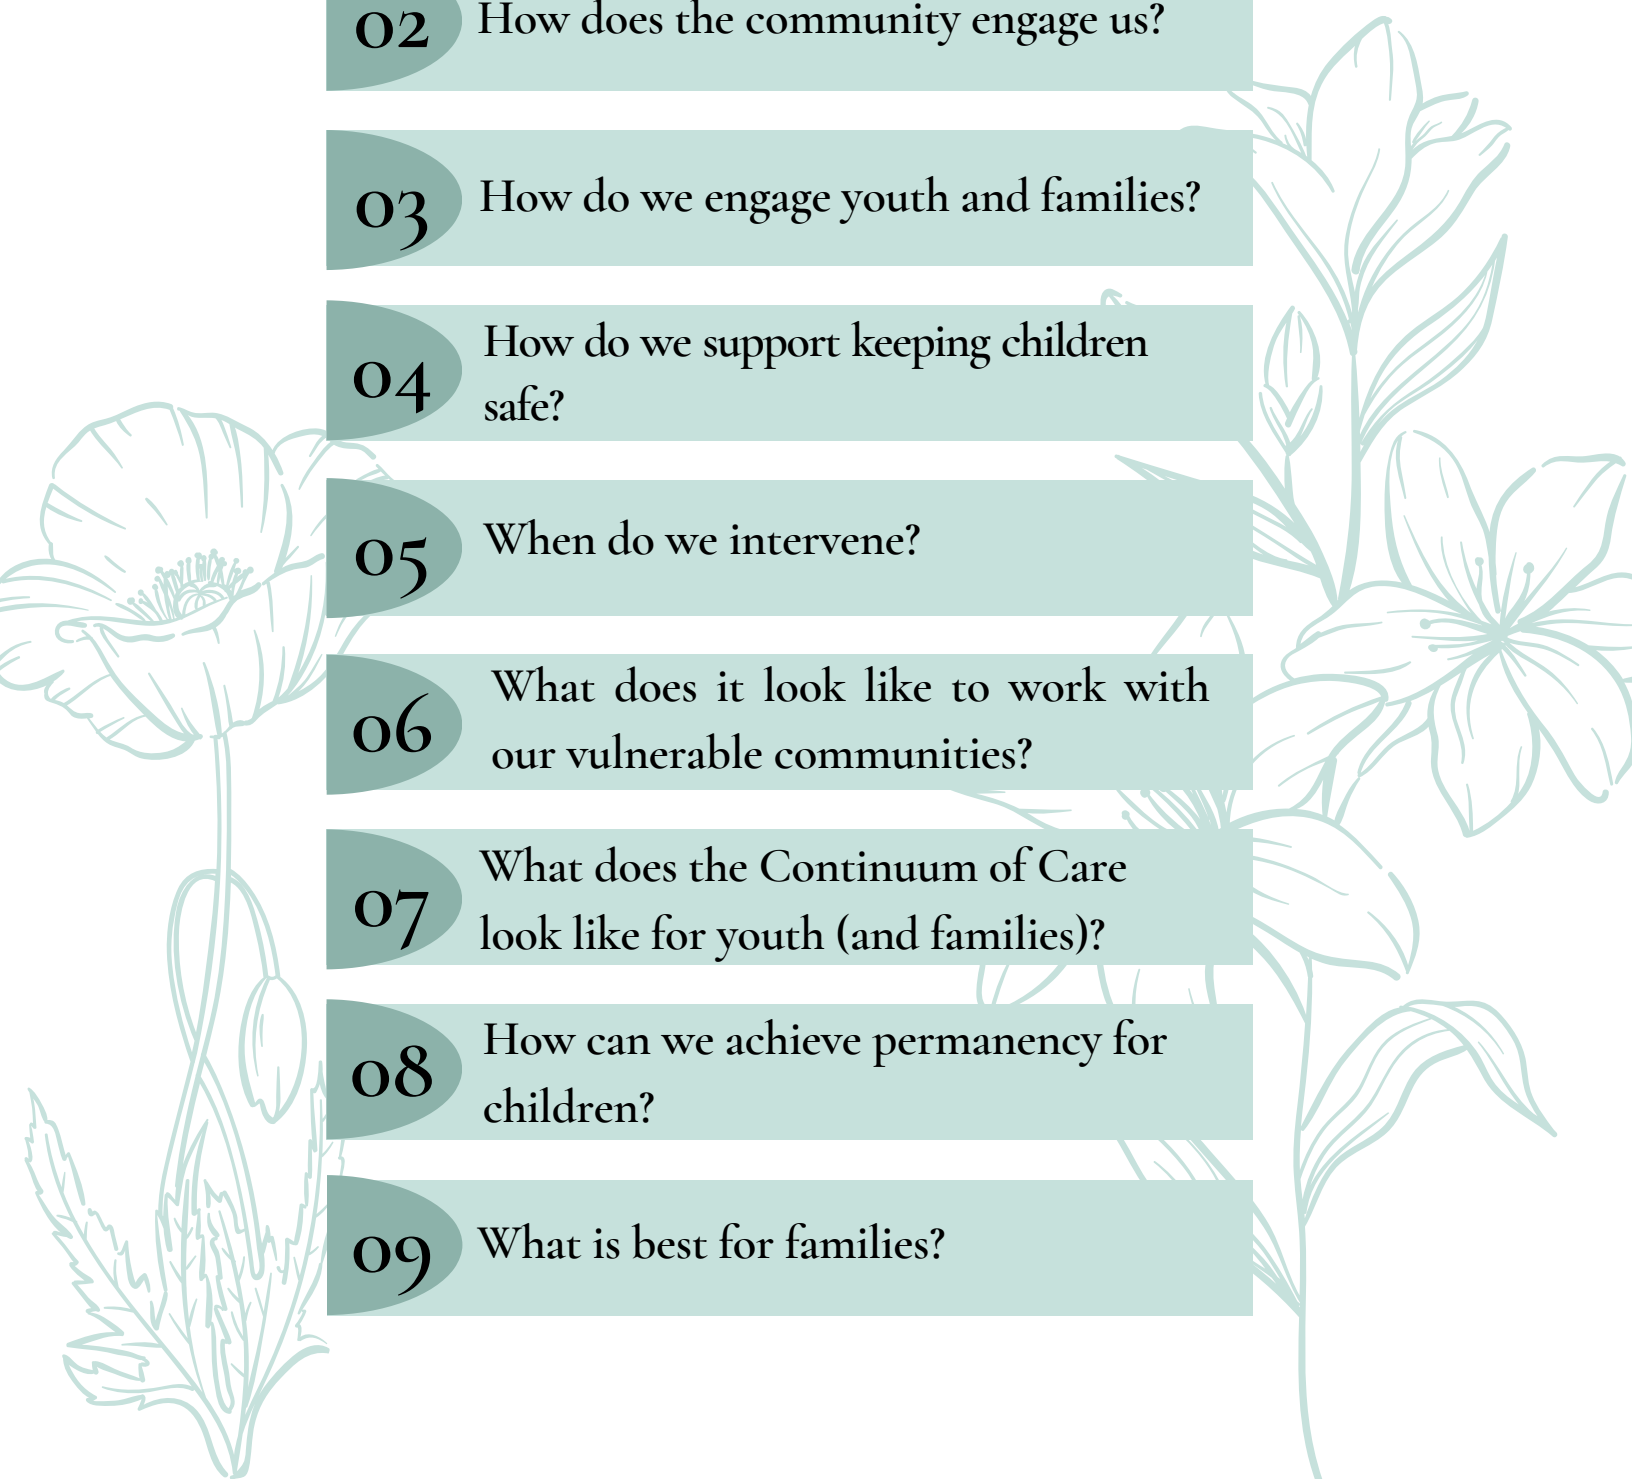 02 How does the community engage us?
03 How do we engage youth and families?
04 How do we support keeping children
safe?
05 When do we intervene?
06 What does it look like to work with
our vulnerable communities?
07 What does the Continuum of Care
look like for youth (and families)?
08 How can we achieve permanency for
children?
09 What is best for families?